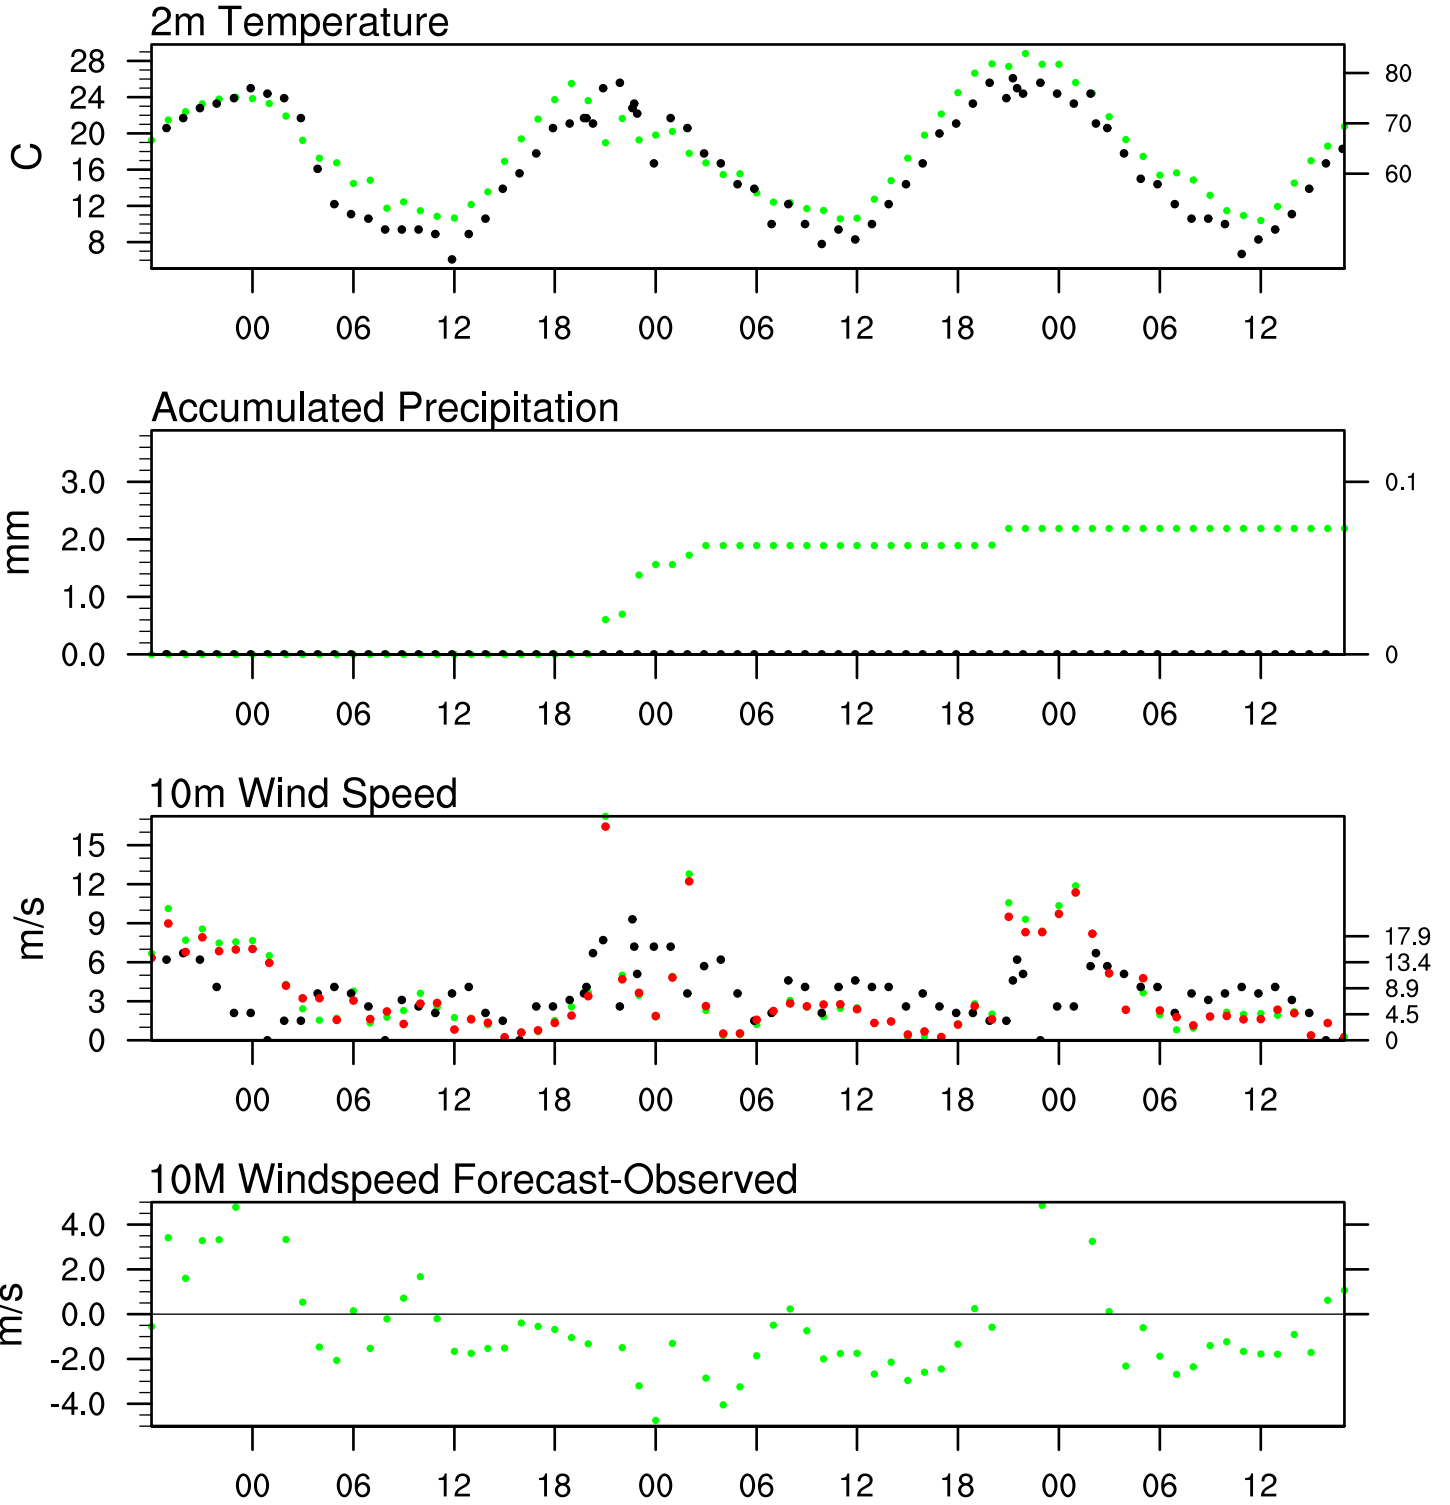 2m Temperature
28
24
20
16
12
8
C
80
70
60
00 06 12 18 00 06 12 18 00 06 12
Accumulated Precipitation
3.0
2.0
1.0
0.0
mm
0.1
0
00 06 12 18 00 06 12 18 00 06 12
10m Wind Speed
15
12
9
6
3
0
m/s
17.9
13.4
8.9
4.5
0
00 06 12 18 00 06 12 18 00 06 12
10M Windspeed Forecast-Observed
4.0
2.0
0.0
-2.0
-4.0
m/s
00 06 12 18 00 06 12 18 00 06 12